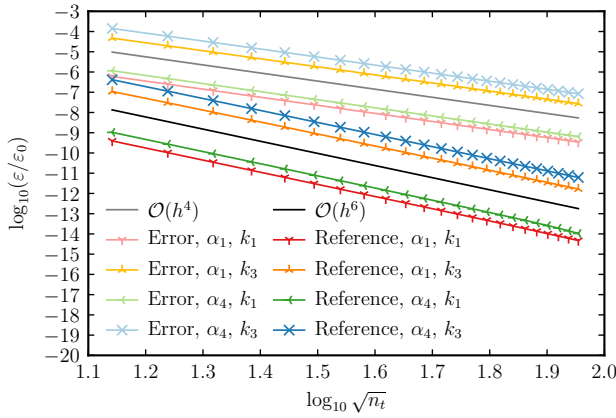 −3
−4
−5
−6
−7
−8
−9
−10
−11
−12
−13
−14
−15
−16
−17
−18
−19
−20
log₁₀(ε/ε₀)
𝒪(h⁴) 𝒪(h⁶)
Error, α₁, k₁ Reference, α₁, k₁
Error, α₁, k₃ Reference, α₁, k₃
Error, α₄, k₁ Reference, α₄, k₁
Error, α₄, k₃ Reference, α₄, k₃
1.1 1.2 1.3 1.4 1.5 1.6 1.7 1.8 1.9 2.0
log₁₀ √nₜ